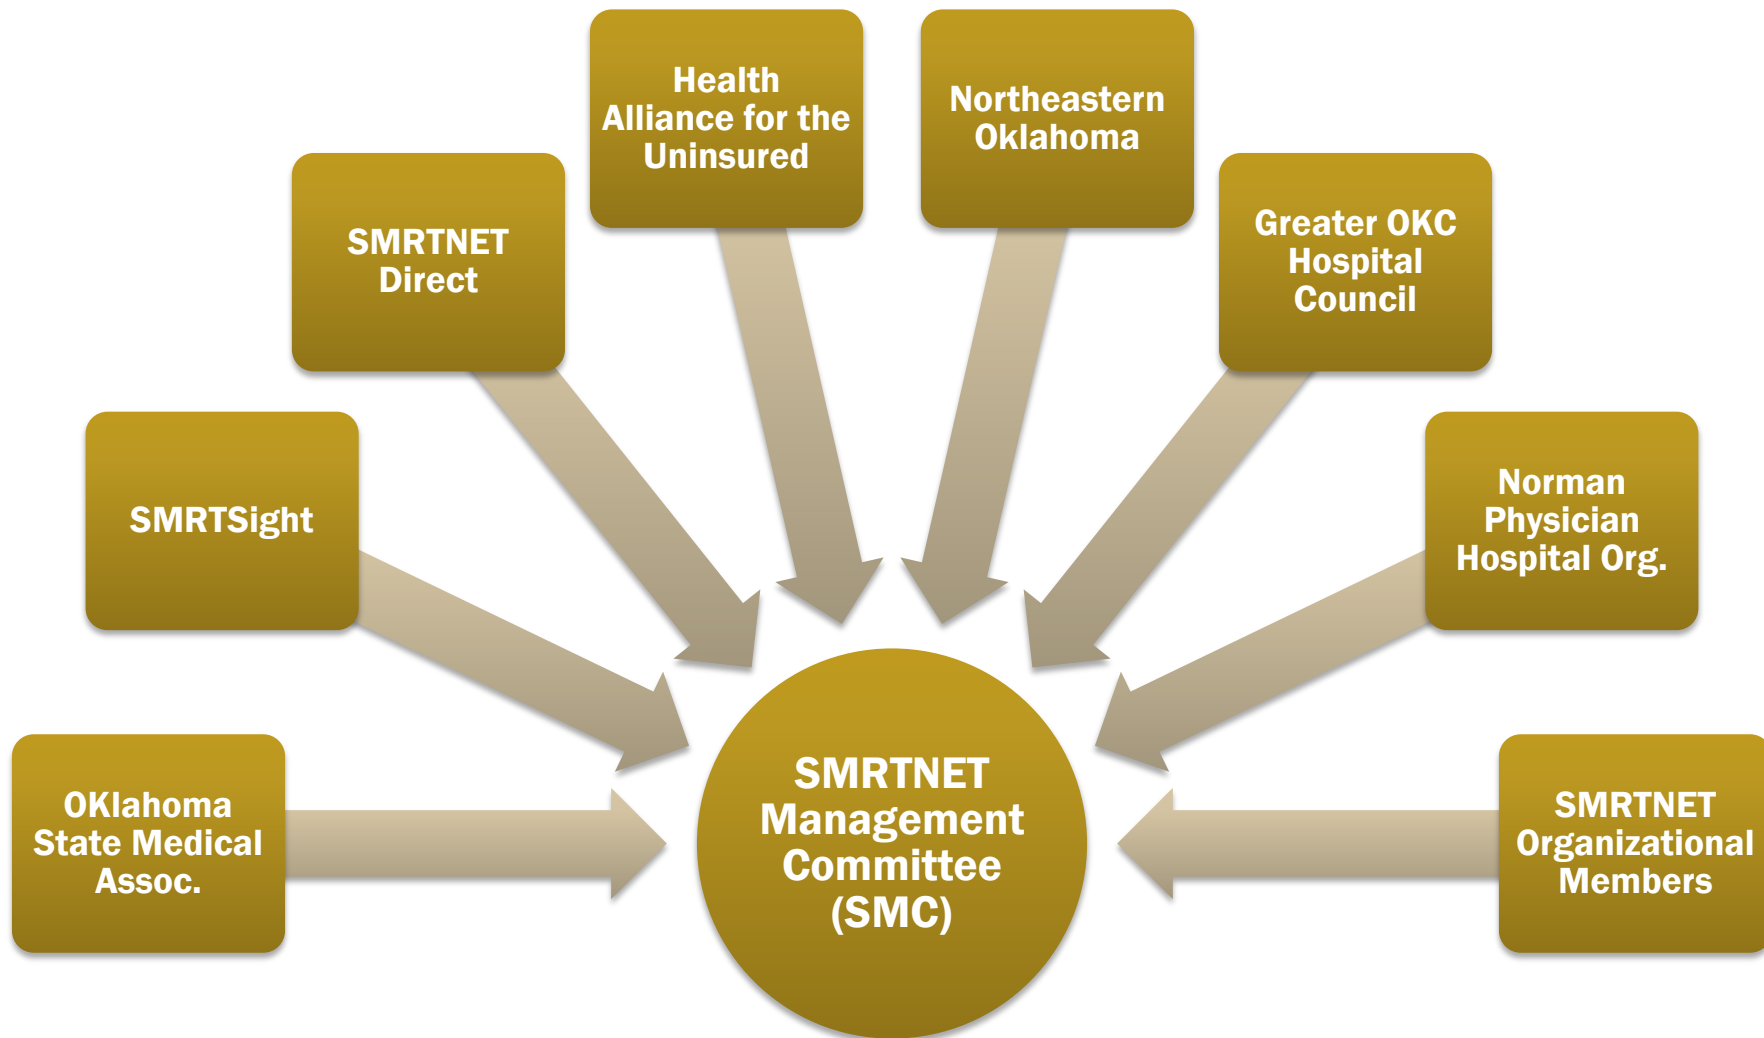 Health
Alliance for the
Uninsured
Northeastern
Oklahoma
SMRTNET
Direct
Greater OKC
Hospital
Council
SMRTSight
Norman
Physician
Hospital Org.
OKlahoma
State Medical
Assoc.
SMRTNET
Management
Committee
(SMC)
SMRTNET
Organizational
Members